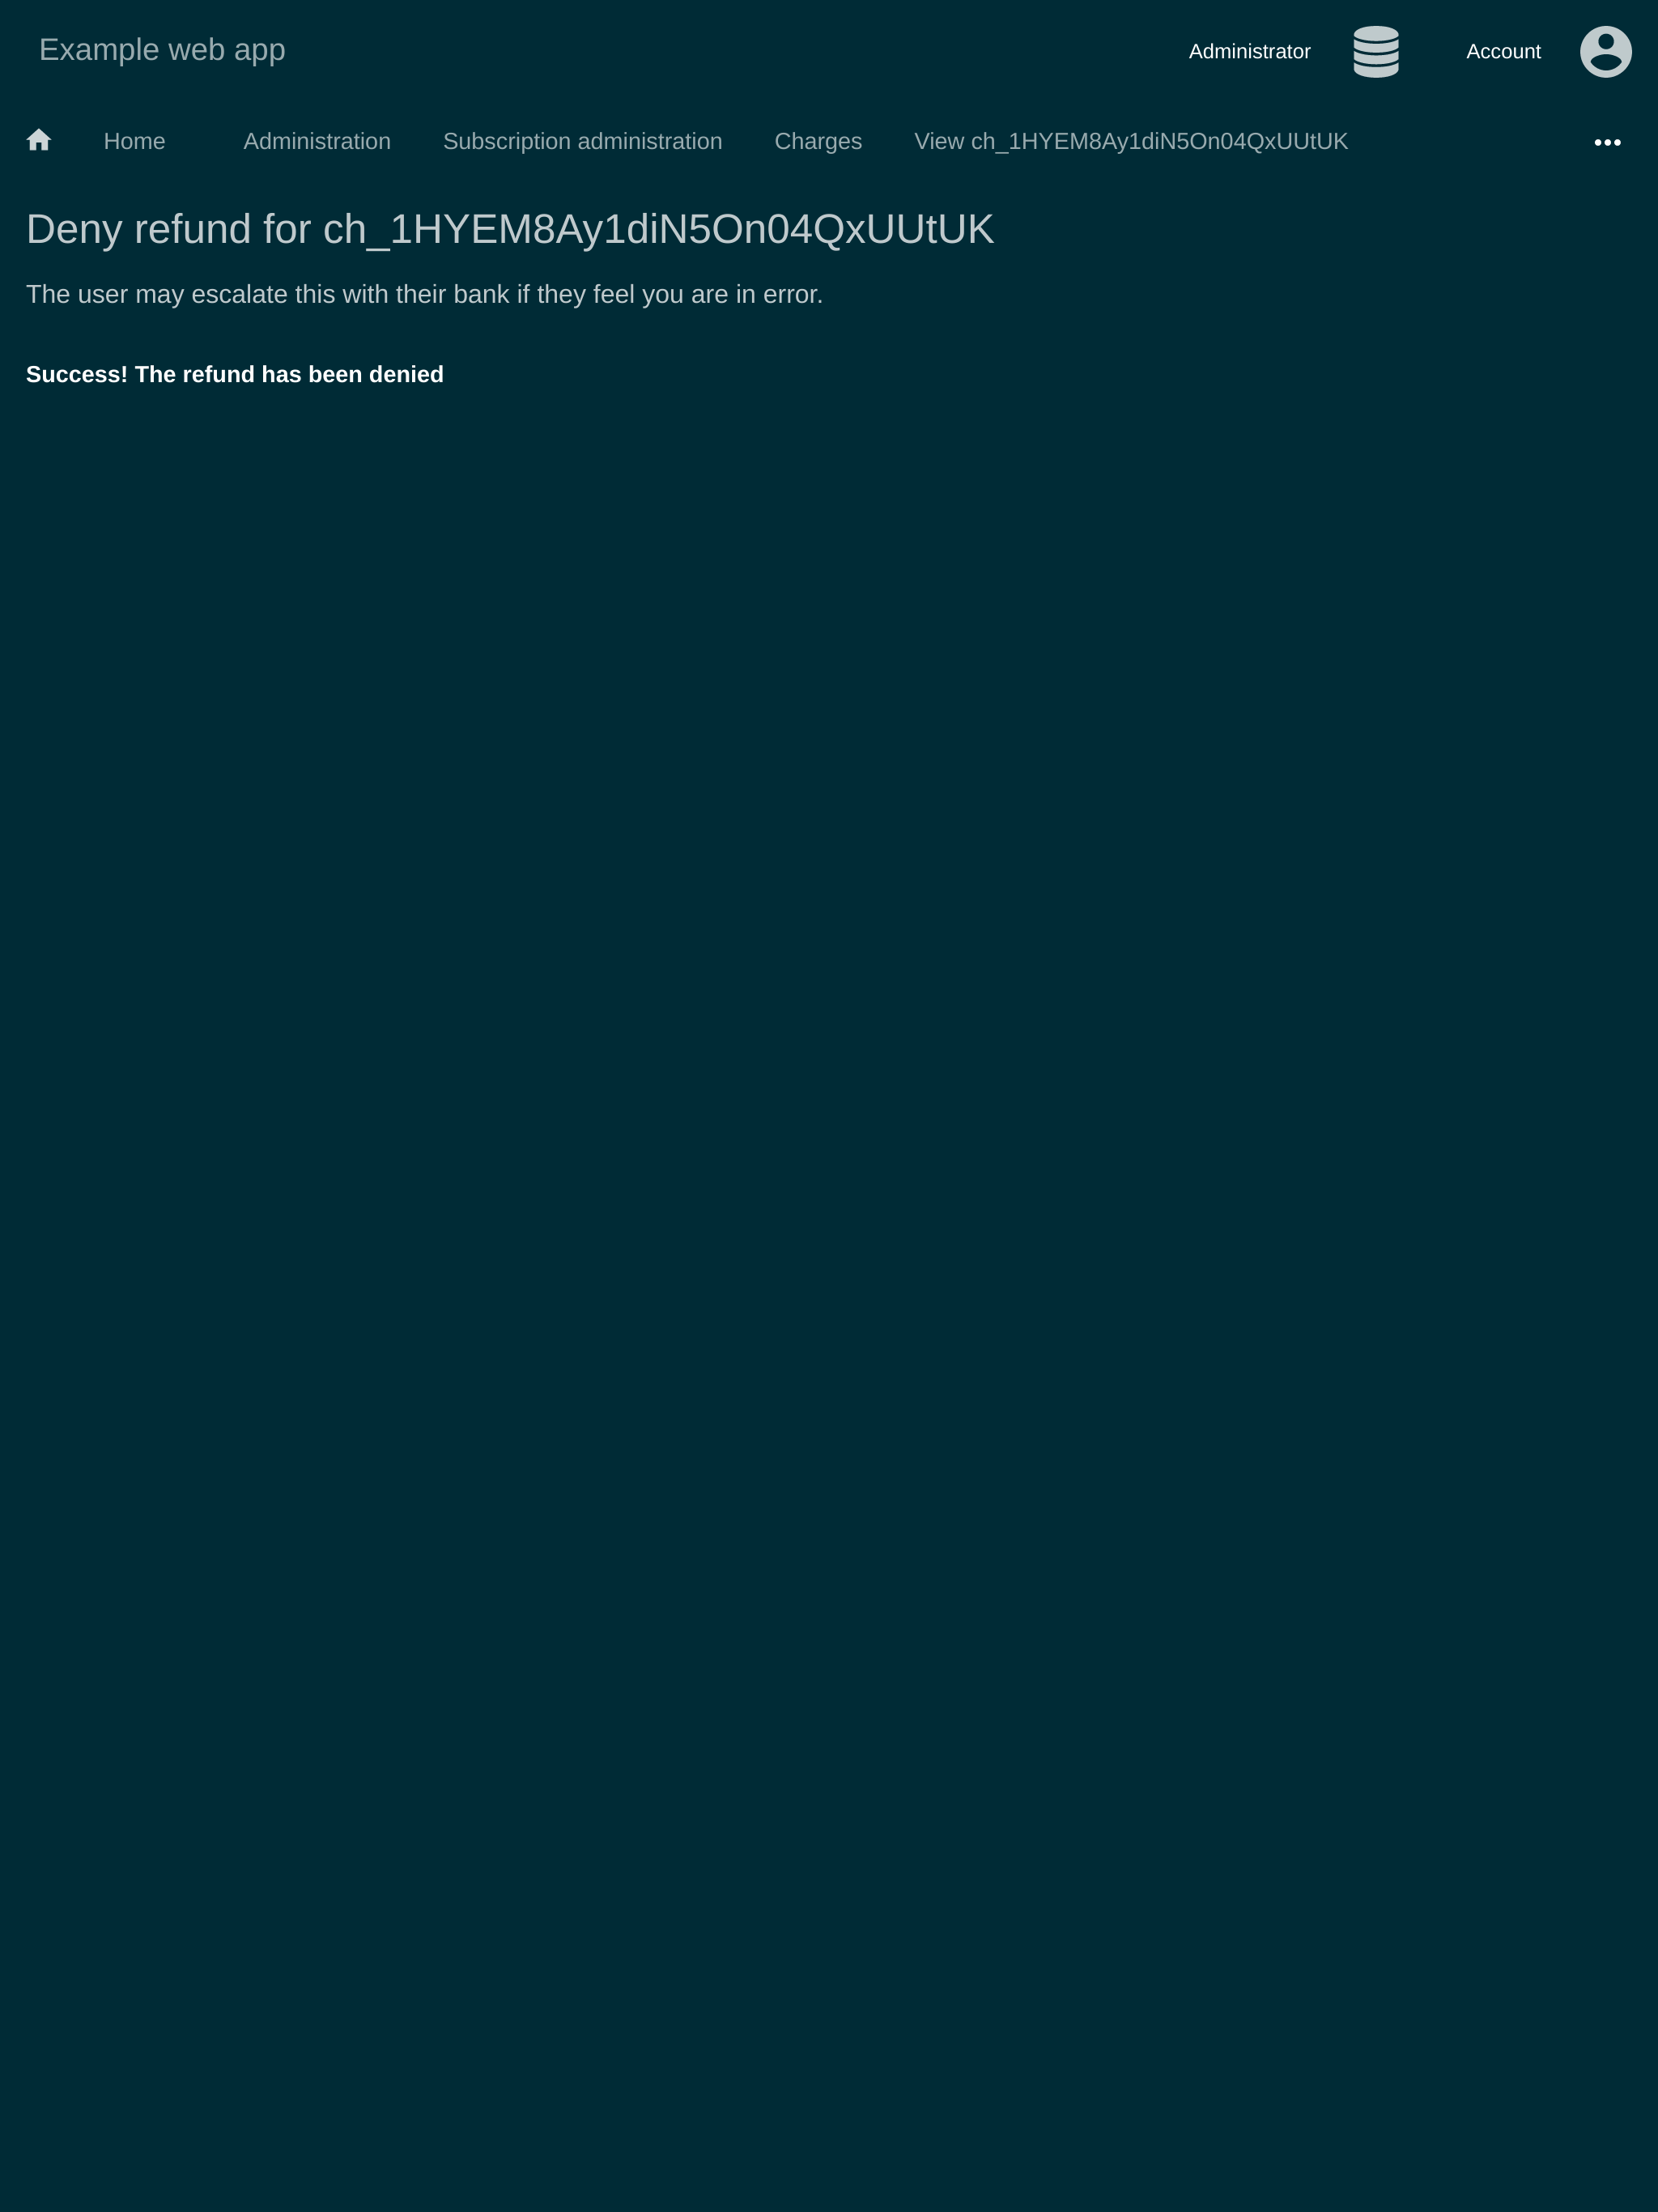 Example web app
Administrator
Account
Home
Administration
Subscription administration
Charges
View ch_1HYEM8Ay1diN5On04QxUUtUK
Deny refund for ch_1HYEM8Ay1diN5On04QxUUtUK
The user may escalate this with their bank if they feel you are in error.
Success! The refund has been denied